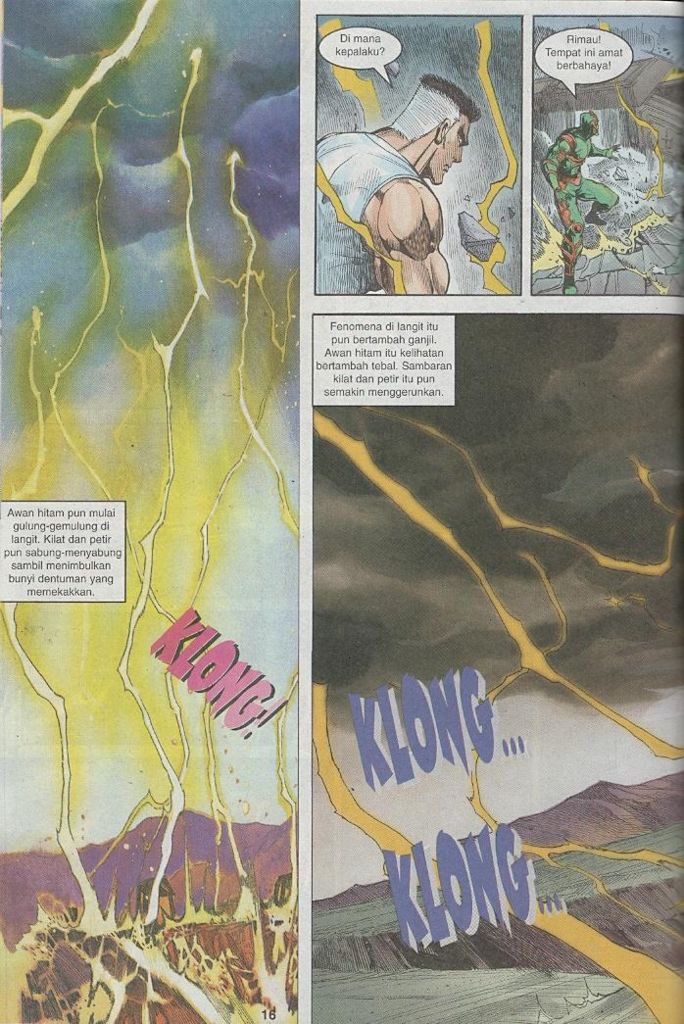 Awan hitam pun mulai
gulung-gemulung di
langit. Kilat dan petir
pun sabung-menyabung
sambil menimbulkan
bunyi dentuman yang
memekakkan.
KLONG!
16
Di mana
kepalaku?
Rimau!
Tempat ini amat
berbahaya!
Fenomena di langit itu
pun bertambah ganjil.
Awan hitam itu kelihatan
bertambah tebal. Sambaran
kilat dan petir itu pun
semakin menggerunkan.
KLONG...
KLONG...